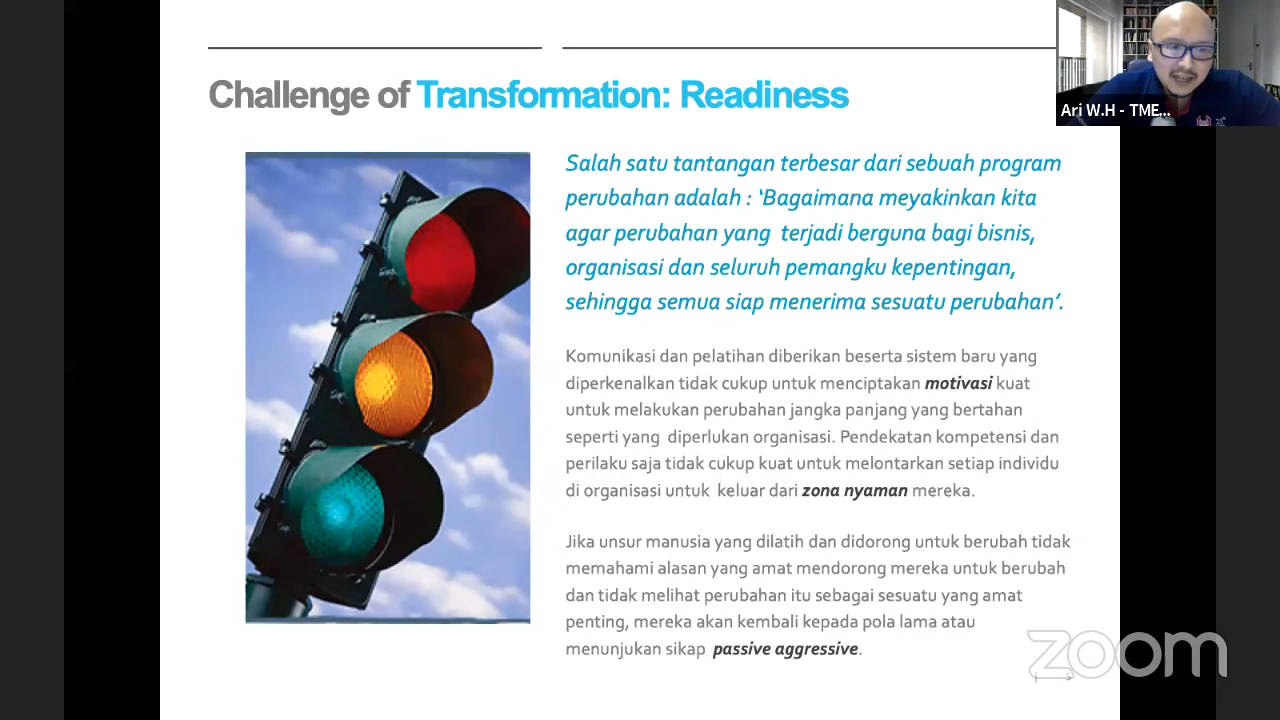 Challenge of Transformation: Readiness
Ari W.H - TME...
Salah satu tantangan terbesar dari sebuah program
perubahan adalah : ‘Bagaimana meyakinkan kita
agar perubahan yang terjadi berguna bagi bisnis,
organisasi dan seluruh pemangku kepentingan,
sehingga semua siap menerima sesuatu perubahan’.
Komunikasi dan pelatihan diberikan beserta sistem baru yang
diperkenalkan tidak cukup untuk menciptakan motivasi kuat
untuk melakukan perubahan jangka panjang yang bertahan
seperti yang diperlukan organisasi. Pendekatan kompetensi dan
perilaku saja tidak cukup kuat untuk melontarkan setiap individu
di organisasi untuk keluar dari zona nyaman mereka.
Jika unsur manusia yang dilatih dan didorong untuk berubah tidak
memahami alasan yang amat mendorong mereka untuk berubah
dan tidak melihat perubahan itu sebagai sesuatu yang amat
penting, mereka akan kembali kepada pola lama atau
menunjukan sikap passive aggressive.
zoom